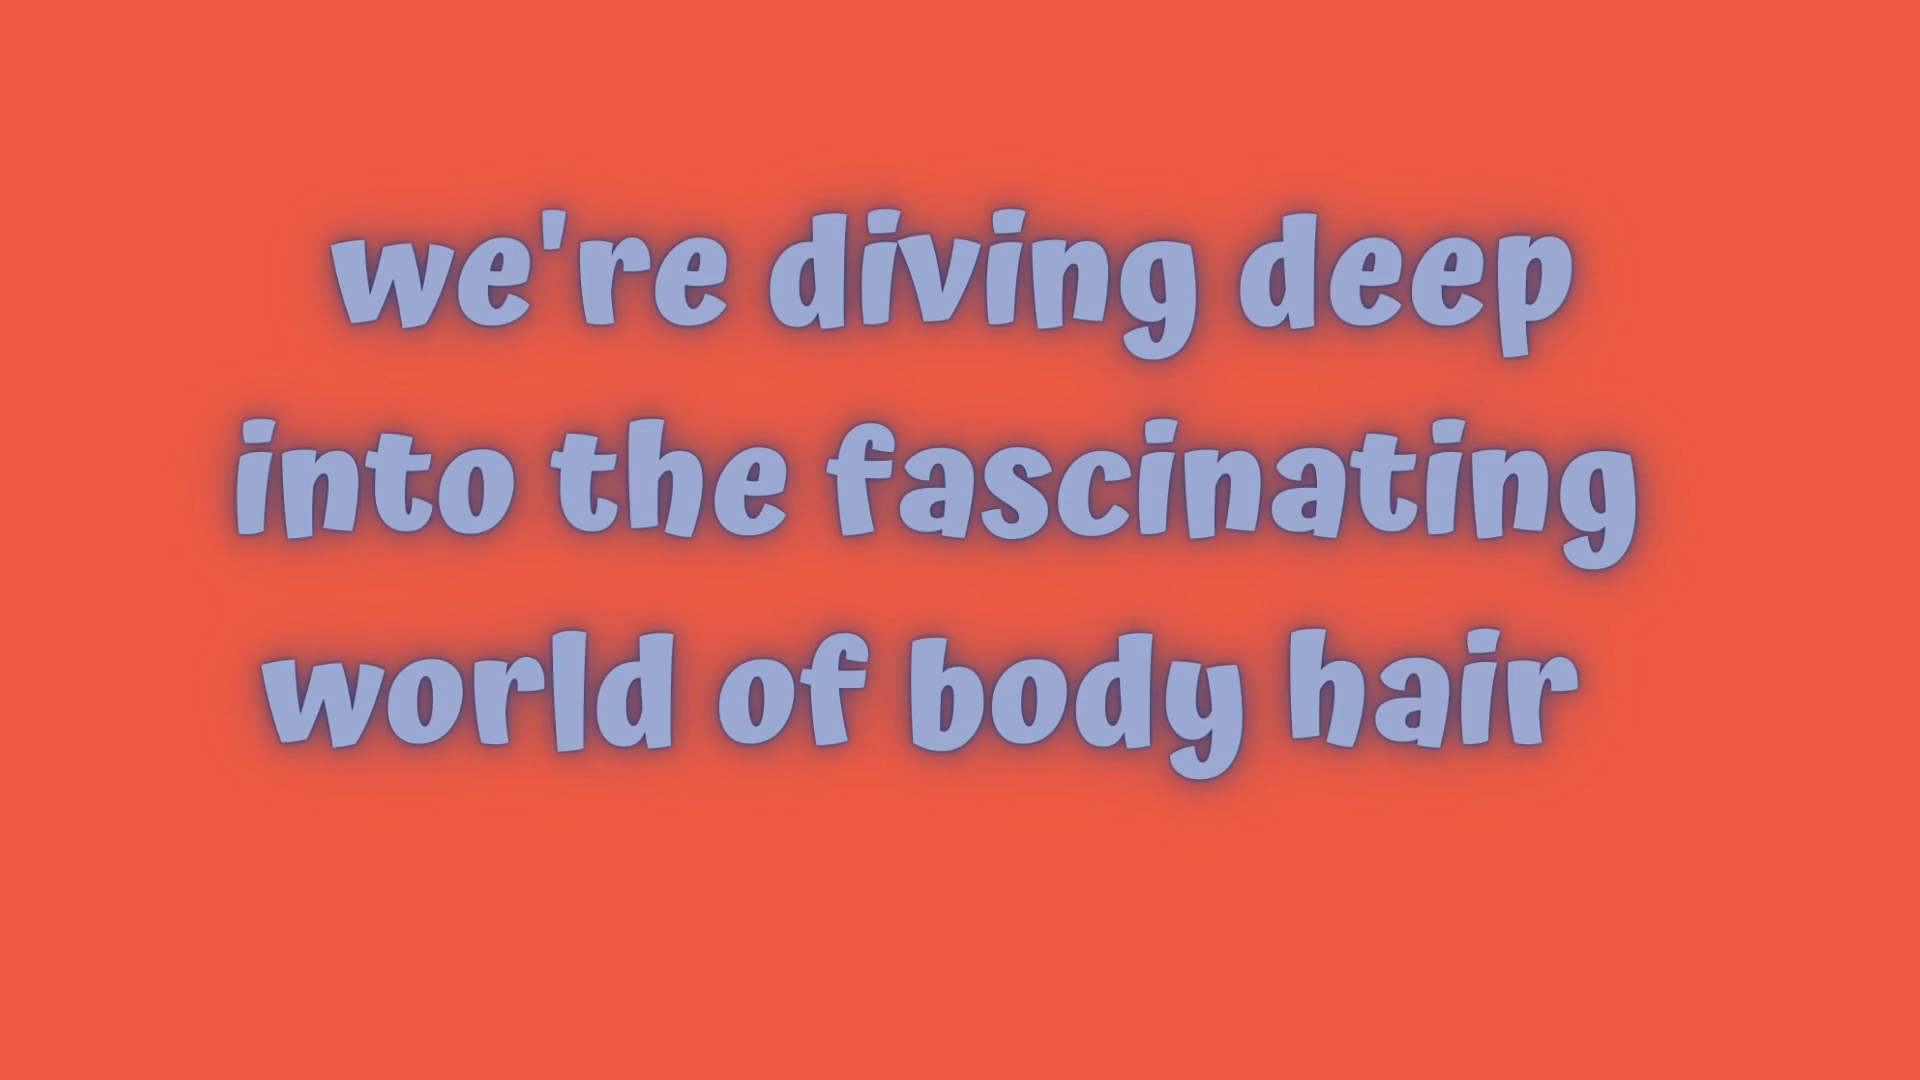 we're diving deep
into the fascinating
world of body hair